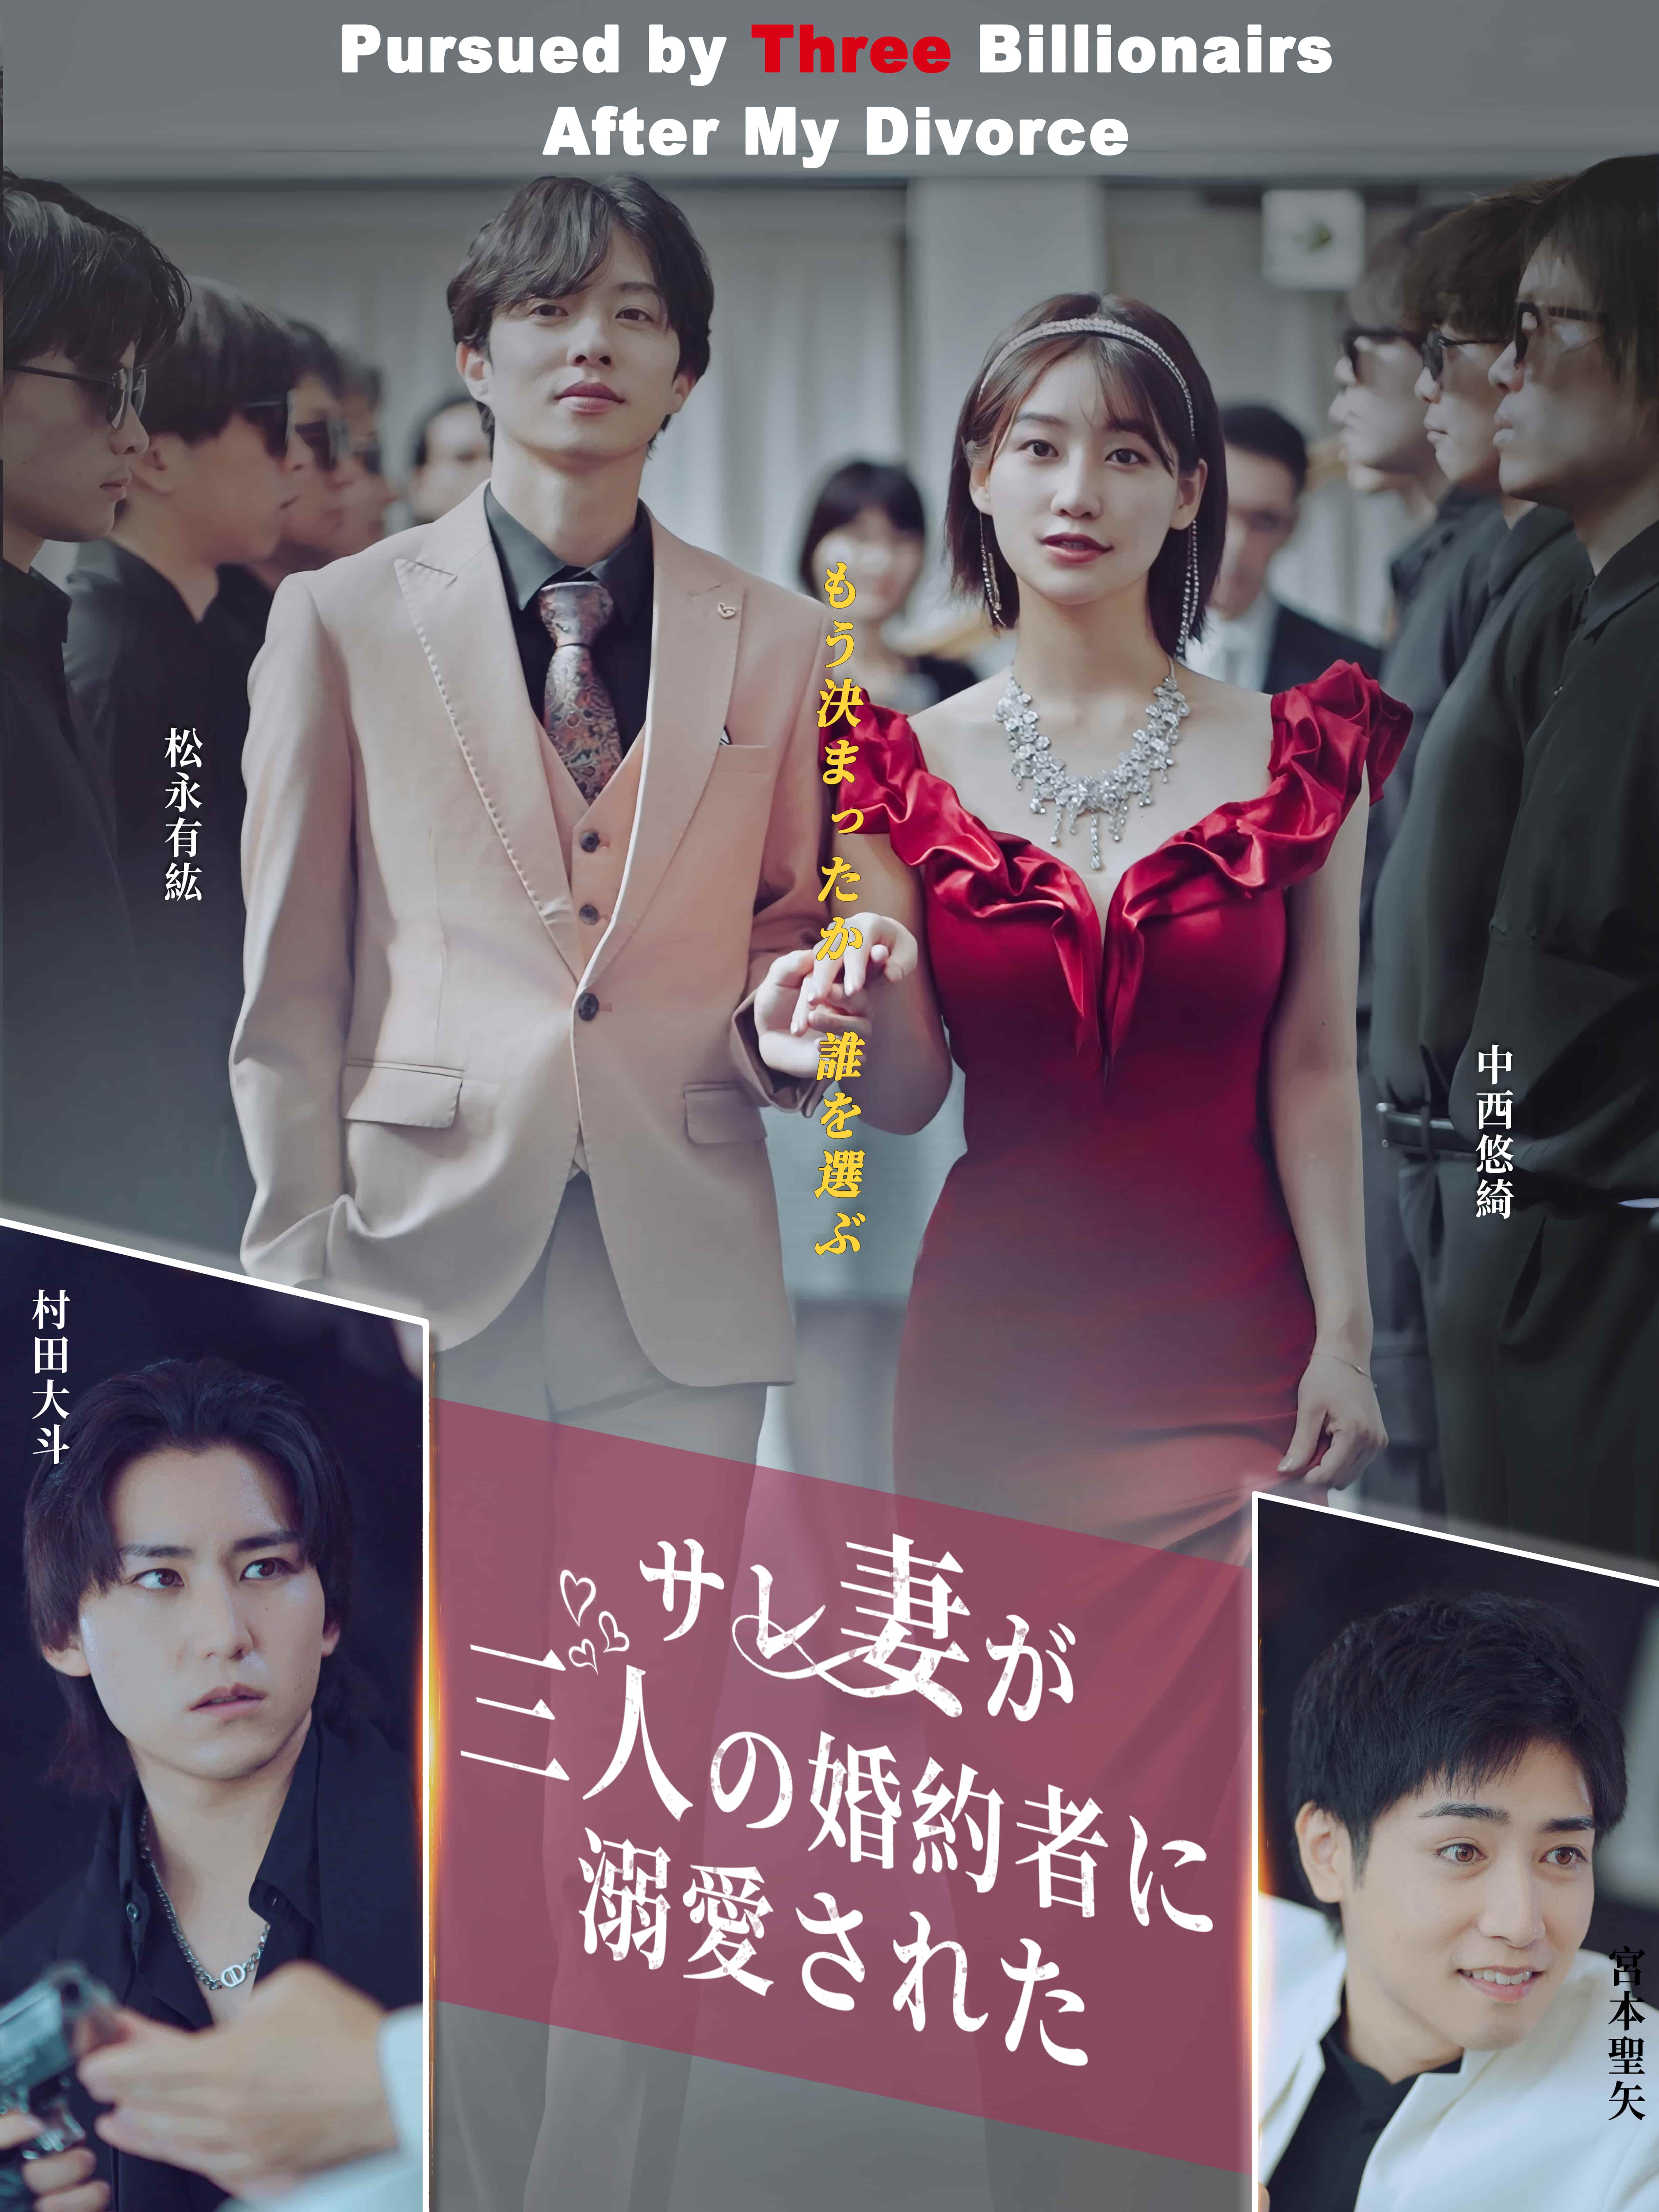 Pursued by Three Billionairs
After My Divorce
もう決まったか 誰を選ぶ
松永有紘
中西悠綺
村田大斗
サレ妻が
三人の婚約者に
溺愛された
宮本聖矢